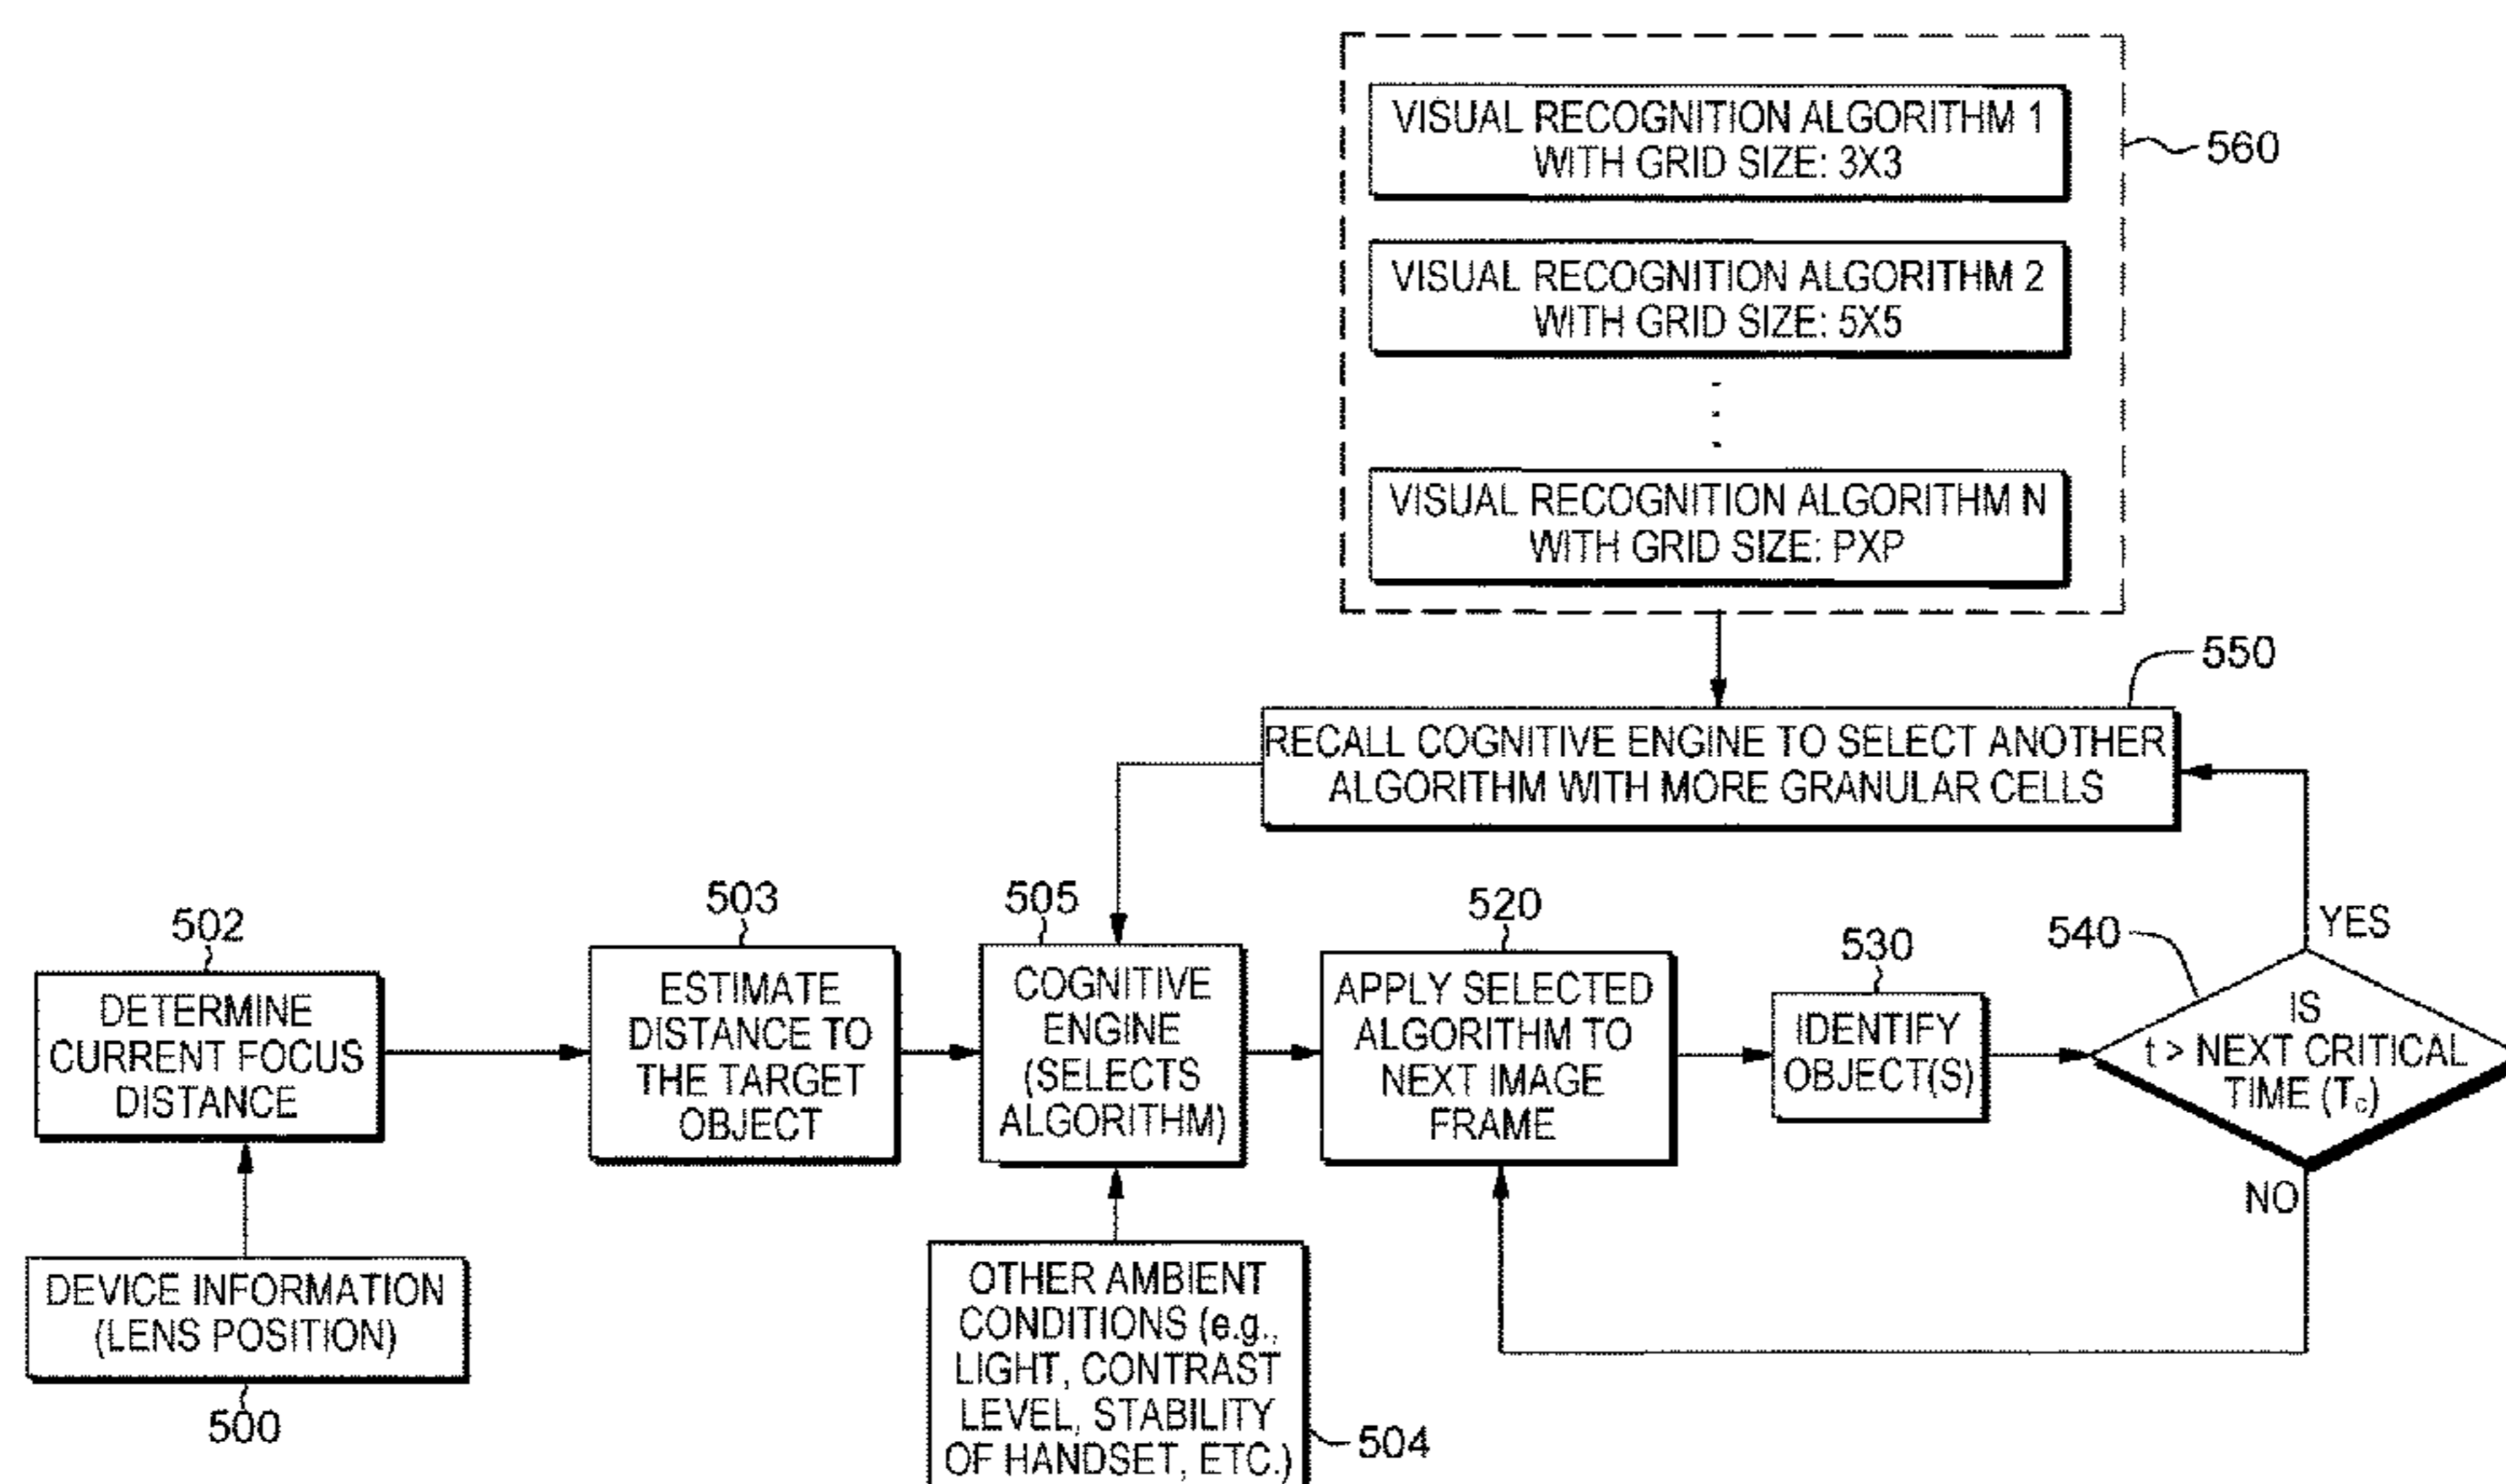 VISUAL RECOGNITION ALGORITHM 1
WITH GRID SIZE: 3X3
560
VISUAL RECOGNITION ALGORITHM 2
WITH GRID SIZE: 5X5
VISUAL RECOGNITION ALGORITHM N
WITH GRID SIZE: PXP
550
RECALL COGNITIVE ENGINE TO SELECT ANOTHER
ALGORITHM WITH MORE GRANULAR CELLS
502
DETERMINE
CURRENT FOCUS
DISTANCE
503
ESTIMATE
DISTANCE TO
THE TARGET
OBJECT
505
COGNITIVE
ENGINE
(SELECTS
ALGORITHM)
520
APPLY SELECTED
ALGORITHM TO
NEXT IMAGE
FRAME
530
IDENTIFY
OBJECT(S)
540
YES
IS
t > NEXT CRITICAL
TIME (Tc)
NO
DEVICE INFORMATION
(LENS POSITION)
500
OTHER AMBIENT
CONDITIONS (e.g.,
LIGHT, CONTRAST
LEVEL, STABILITY
OF HANDSET, ETC.)
504